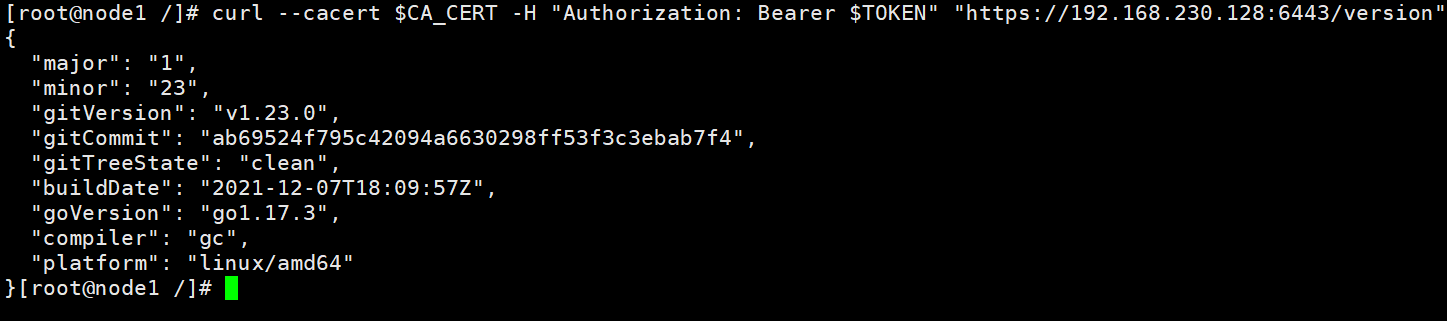 [root@node1 /]# curl --cacert $CA_CERT -H "Authorization: Bearer $TOKEN" "https://192.168.230.128:6443/version"
{
  "major": "1",
  "minor": "23",
  "gitVersion": "v1.23.0",
  "gitCommit": "ab69524f795c42094a6630298ff53f3c3ebab7f4",
  "gitTreeState": "clean",
  "buildDate": "2021-12-07T18:09:57Z",
  "goVersion": "go1.17.3",
  "compiler": "gc",
  "platform": "linux/amd64"
}[root@node1 /]#